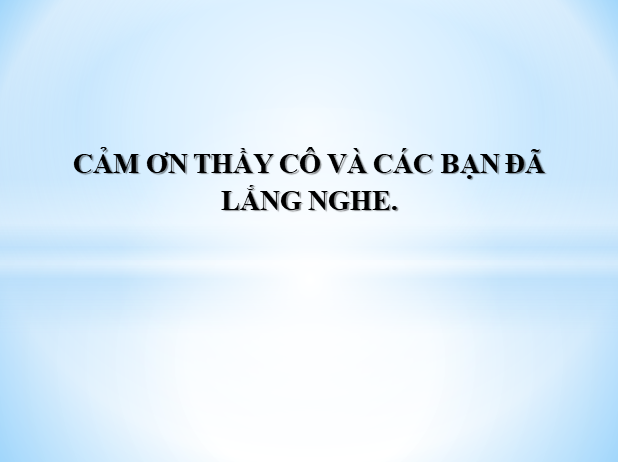 CẢM ƠN THẦY CÔ VÀ CÁC BẠN ĐÃ
LẮNG NGHE.